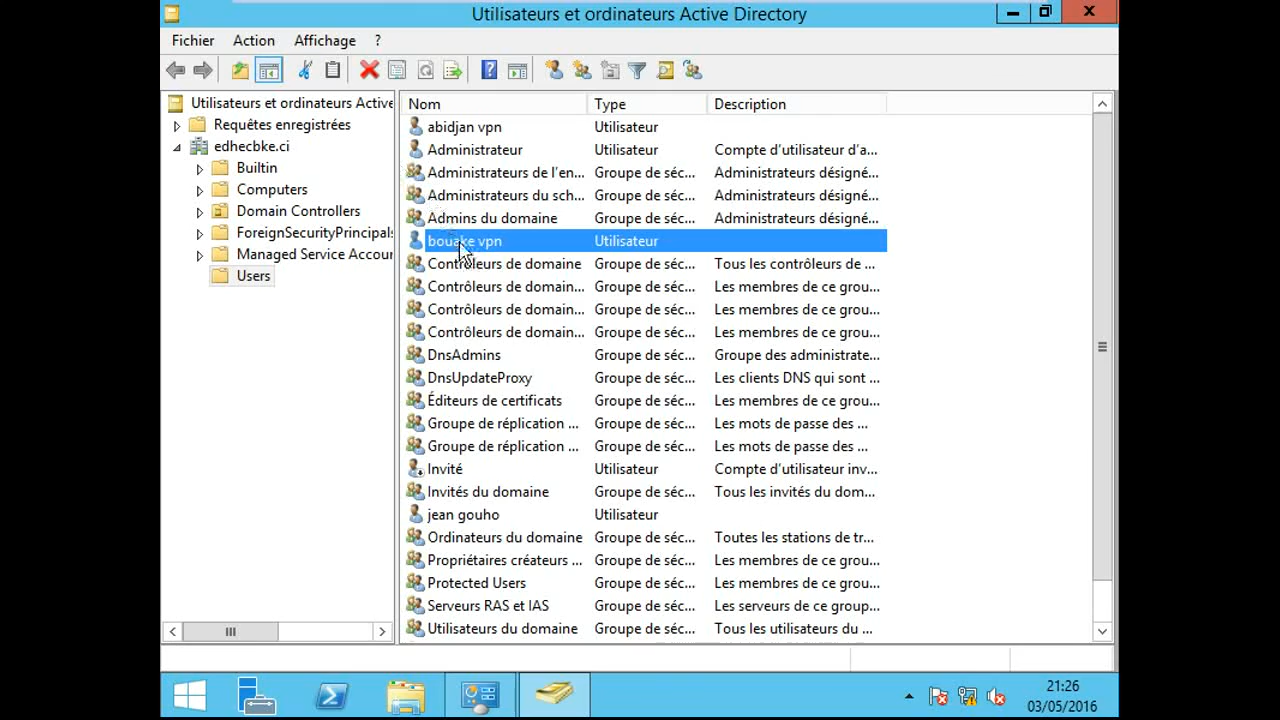 Utilisateurs et ordinateurs Active Directory
Fichier Action Affichage ?
Utilisateurs et ordinateurs Active
Requêtes enregistrées
edhecbke.ci
Builtin
Computers
Domain Controllers
ForeignSecurityPrincipals
Managed Service Accour
Users
Nom Type Description
abidjan vpn Utilisateur
Administrateur Utilisateur Compte d'utilisateur d'a...
Administrateurs de l'en... Groupe de séc... Administrateurs désigné...
Administrateurs du sch... Groupe de séc... Administrateurs désigné...
Admins du domaine Groupe de séc... Administrateurs désigné...
bouake vpn Utilisateur
Contrôleurs de domaine Groupe de séc... Tous les contrôleurs de ...
Contrôleurs de domain... Groupe de séc... Les membres de ce grou...
Contrôleurs de domain... Groupe de séc... Les membres de ce grou...
Contrôleurs de domain... Groupe de séc... Les membres de ce grou...
DnsAdmins Groupe de séc... Groupe des administrate...
DnsUpdateProxy Groupe de séc... Les clients DNS qui sont ...
Éditeurs de certificats Groupe de séc... Les membres de ce grou...
Groupe de réplication ... Groupe de séc... Les mots de passe des ...
Groupe de réplication ... Groupe de séc... Les mots de passe des ...
Invité Utilisateur Compte d'utilisateur inv...
Invités du domaine Groupe de séc... Tous les invités du dom...
jean gouho Utilisateur
Ordinateurs du domaine Groupe de séc... Toutes les stations de tr...
Propriétaires créateurs ... Groupe de séc... Les membres de ce grou...
Protected Users Groupe de séc... Les membres de ce grou...
Serveurs RAS et IAS Groupe de séc... Les serveurs de ce group...
Utilisateurs du domaine Groupe de séc... Tous les utilisateurs du ...
21:26
03/05/2016